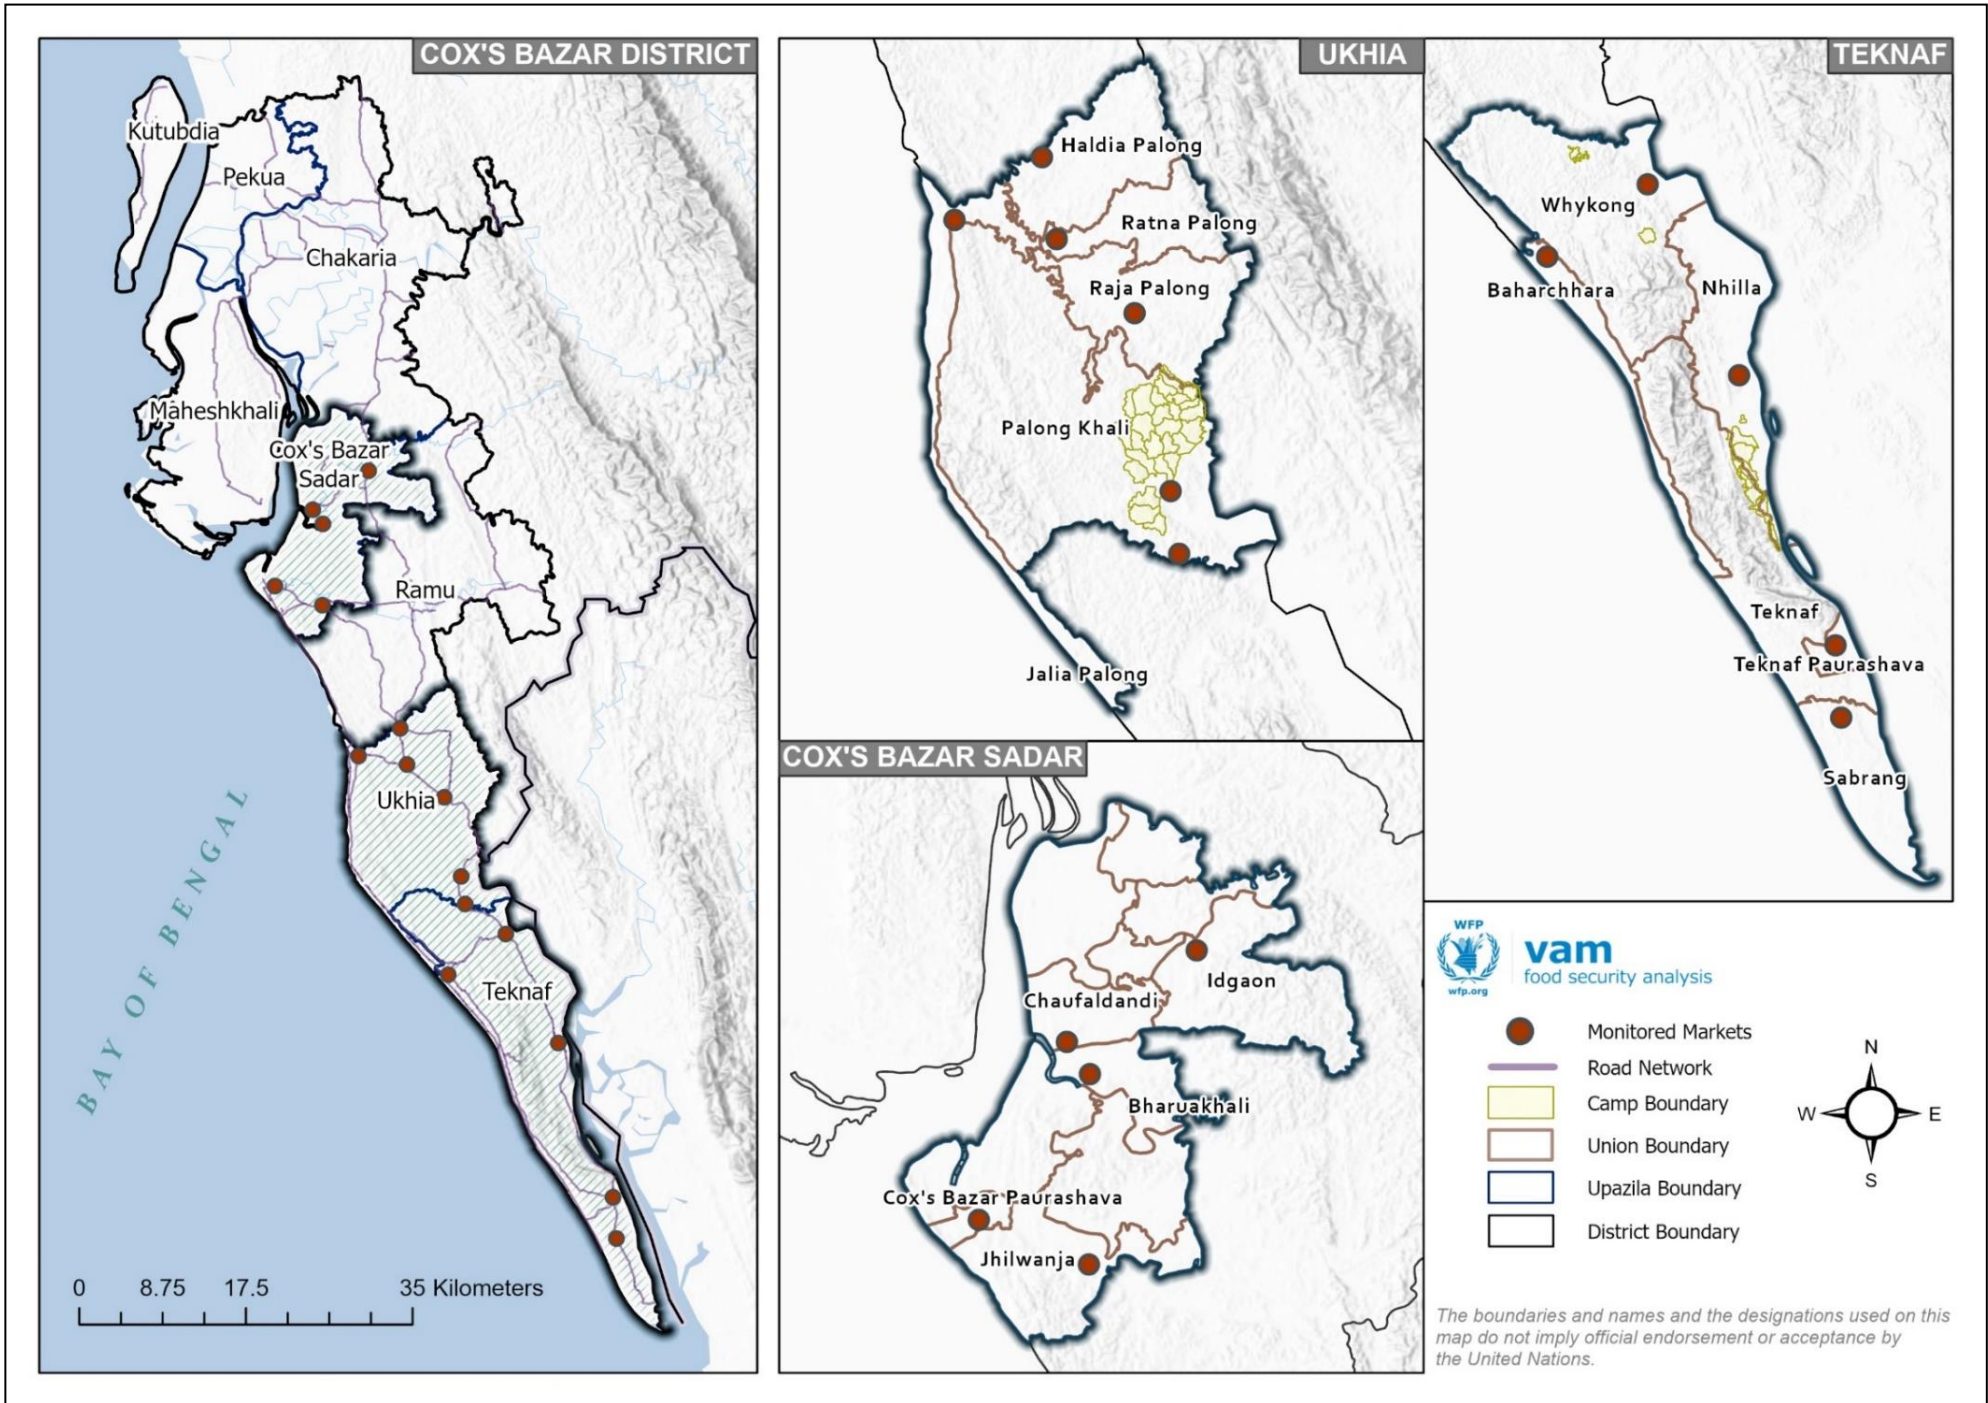 COX'S BAZAR DISTRICT
Kutubdia
Pekua
Chakaria
Maheshkhali
Cox's Bazar
Sadar
Ramu
Ukhia
Teknaf
BAY OF BENGAL
0 8.75 17.5 35 Kilometers
UKHIA
Haldia Palong
Ratna Palong
Raja Palong
Palong Khali
Jalia Palong
COX'S BAZAR SADAR
Idgaon
Chaufaldandi
Bharuakhali
Cox's Bazar Paurashava
Jhilwanja
TEKNAF
Whykong
Baharchhara
Nhilla
Teknaf
Teknaf Paurashava
Sabrang
WFP
wfp.org
vam
food security analysis
Monitored Markets
Road Network
Camp Boundary
Union Boundary
Upazila Boundary
District Boundary
N
W E
S
The boundaries and names and the designations used on this
map do not imply official endorsement or acceptance by
the United Nations.